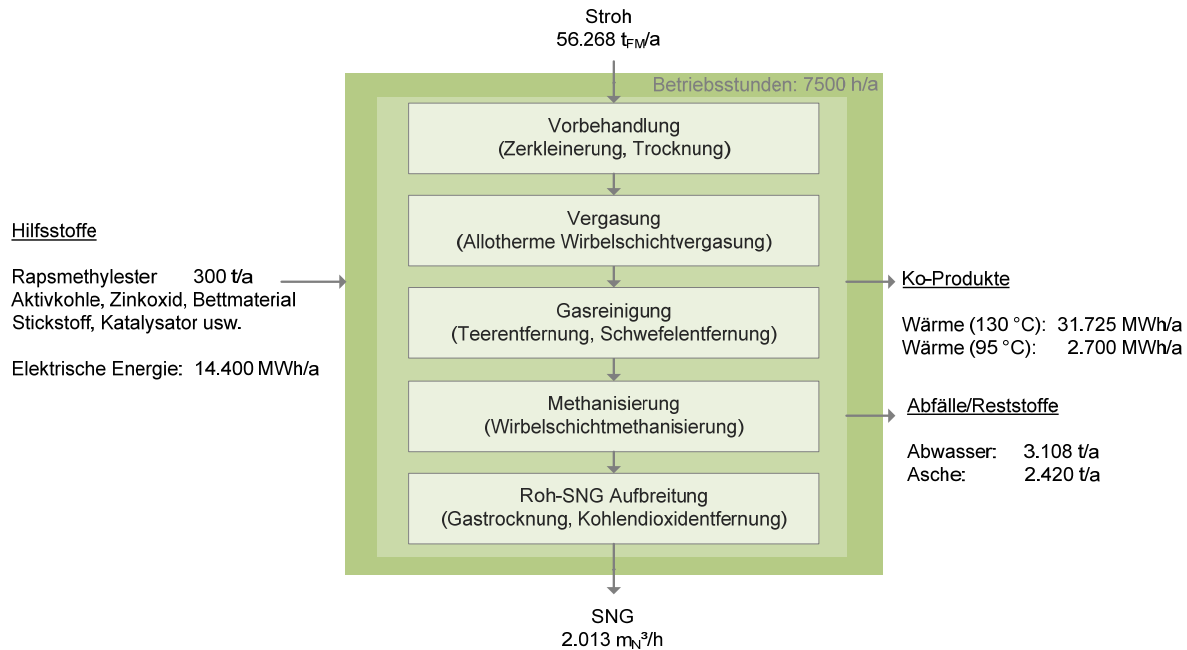 Stroh
56.268 tFM/a
Betriebsstunden: 7500 h/a
Vorbehandlung
(Zerkleinerung, Trocknung)
Vergasung
(Allotherme Wirbelschichtvergasung)
Gasreinigung
(Teerentfernung, Schwefelentfernung)
Methanisierung
(Wirbelschichtmethanisierung)
Roh-SNG Aufbreitung
(Gastrocknung, Kohlendioxidentfernung)
Hilfsstoffe
Rapsmethylester 300 t/a
Aktivkohle, Zinkoxid, Bettmaterial
Stickstoff, Katalysator usw.
Elektrische Energie: 14.400 MWh/a
Ko-Produkte
Wärme (130 °C): 31.725 MWh/a
Wärme (95 °C): 2.700 MWh/a
Abfälle/Reststoffe
Abwasser: 3.108 t/a
Asche: 2.420 t/a
SNG
2.013 mN³/h